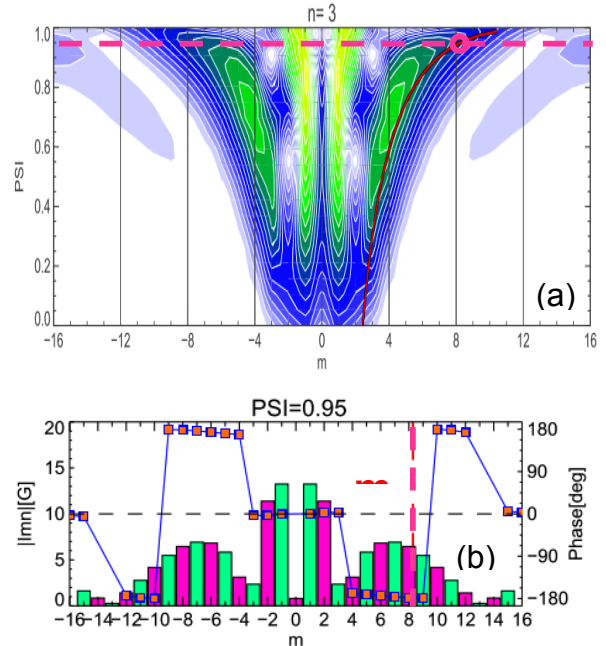 n= 3
1.0
0.8
0.6
0.4
0.2
0.0
PSI
(a)
−16 −12 −8 −4 0 4 8 12 16
m
PSI=0.95
20
15
10
5
0
|Imn|[G]
180
90
0
−90
−180
Phase[deg]
(b)
−16 −14 −12 −10 −8 −6 −4 −2 0 2 4 6 8 10 12 14 16
m